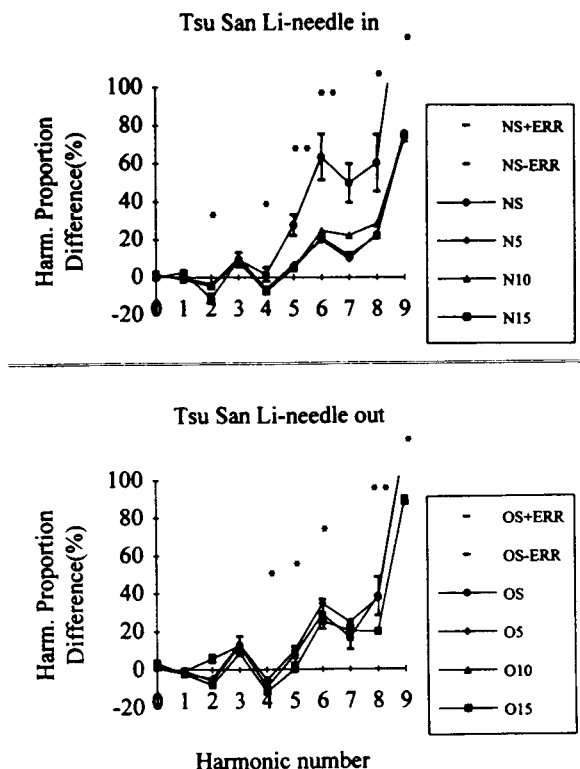 Tsu San Li-needle in
Harm. Proportion
Difference(%)
100
80
60
40
20
0
-20
0 1 2 3 4 5 6 7 8 9
NS+ERR
NS-ERR
NS
N5
N10
N15
Tsu San Li-needle out
Harm. Proportion
Difference(%)
100
80
60
40
20
0
-20
0 1 2 3 4 5 6 7 8 9
OS+ERR
OS-ERR
OS
O5
O10
O15
Harmonic number